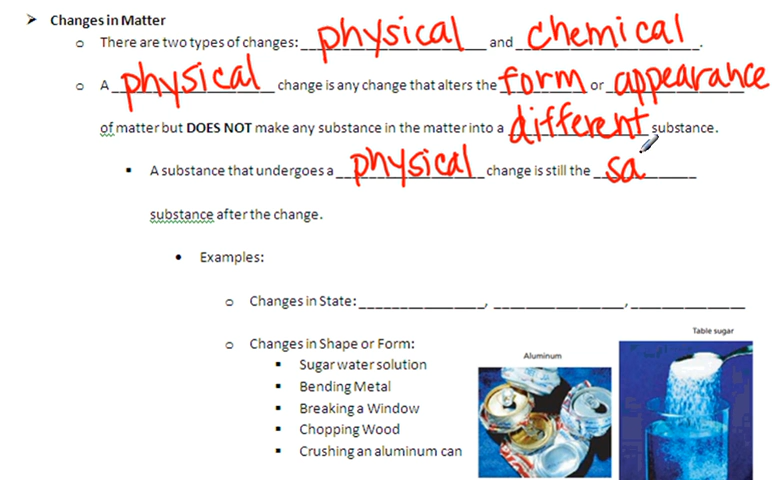 Changes in Matter
There are two types of changes: physical and chemical.
A physical change is any change that alters the form or appearance
of matter but DOES NOT make any substance in the matter into a different substance.
A substance that undergoes a physical change is still the sa
substance after the change.
Examples:
Changes in State: ________, ________, ________
Changes in Shape or Form:
Table sugar
Aluminum
Sugar water solution
Bending Metal
Breaking a Window
Chopping Wood
Crushing an aluminum can